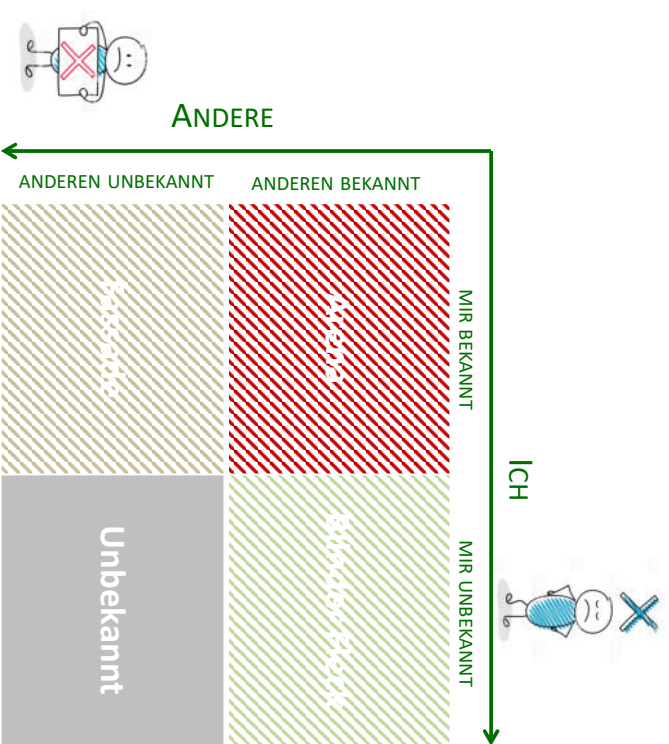 ANDERE
ANDEREN UNBEKANNT
ANDEREN BEKANNT
Fassade
Arena
MIR BEKANNT
ICH
Unbekannt
Blinder Fleck
MIR UNBEKANNT